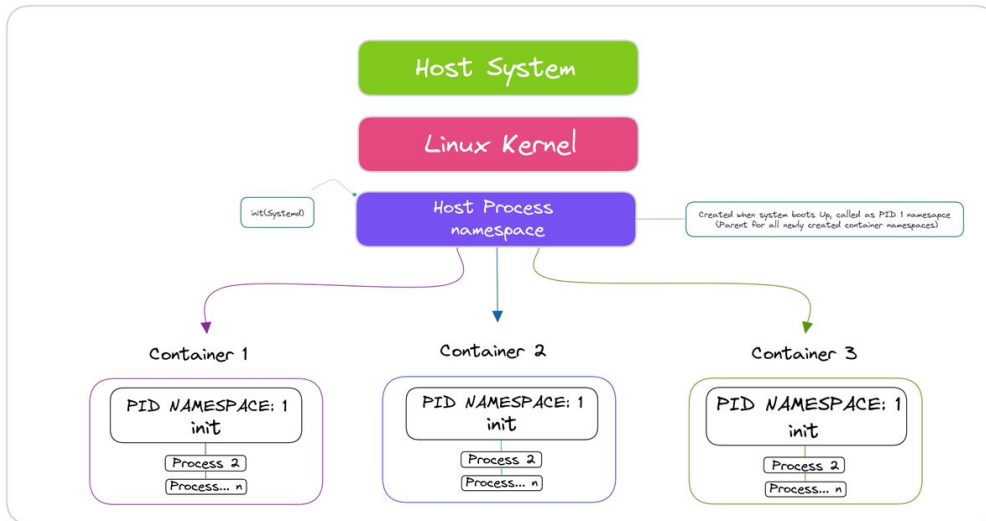 Host System
Linux Kernel
init(Systemd)
Host Process
namespace
Created when system boots Up, called as PID 1 namesapce
(Parent for all newly created container namespaces)
Container 1
Container 2
Container 3
PID NAMESPACE: 1
init
Process 2
Process... n
PID NAMESPACE: 1
init
Process 2
Process... n
PID NAMESPACE: 1
init
Process 2
Process... n